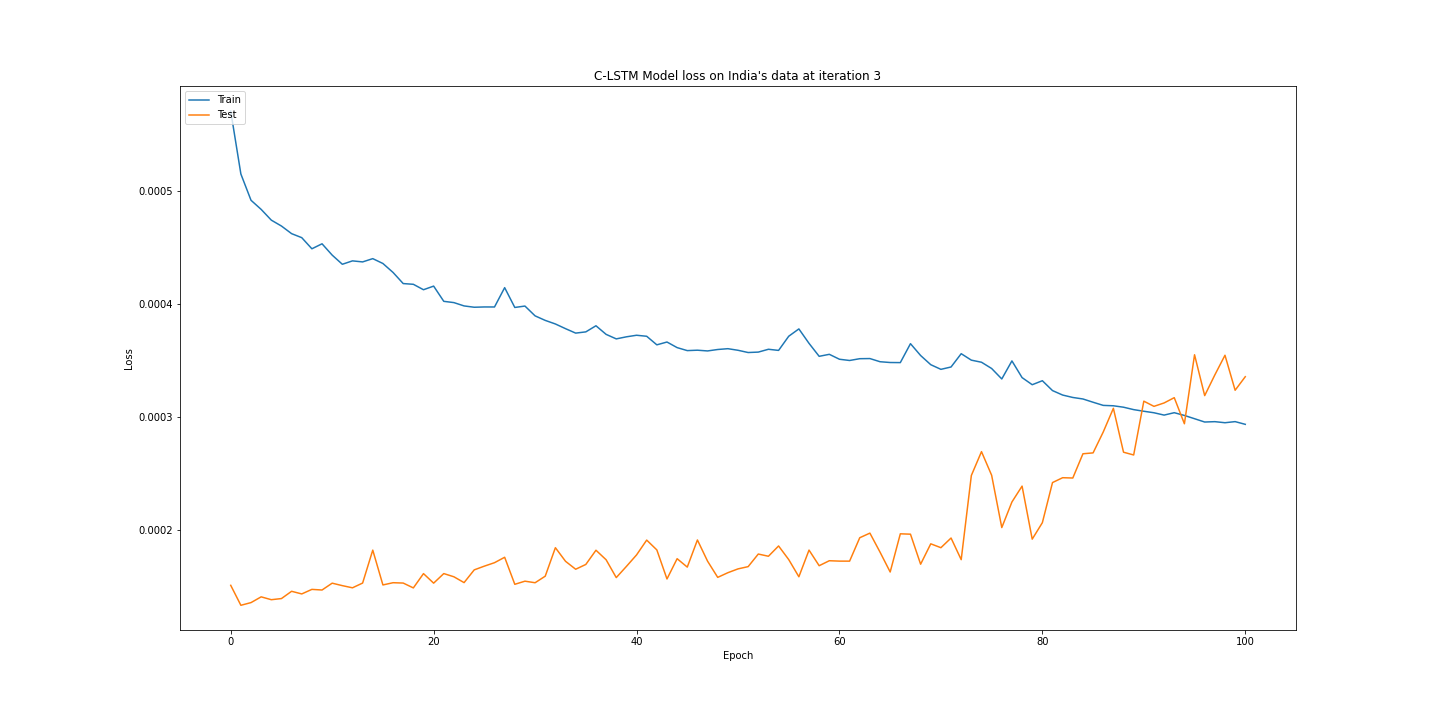 C-LSTM Model loss on India's data at iteration 3
Train
Test
0.0005
0.0004
0.0003
0.0002
Loss
0
20
40
60
80
100
Epoch